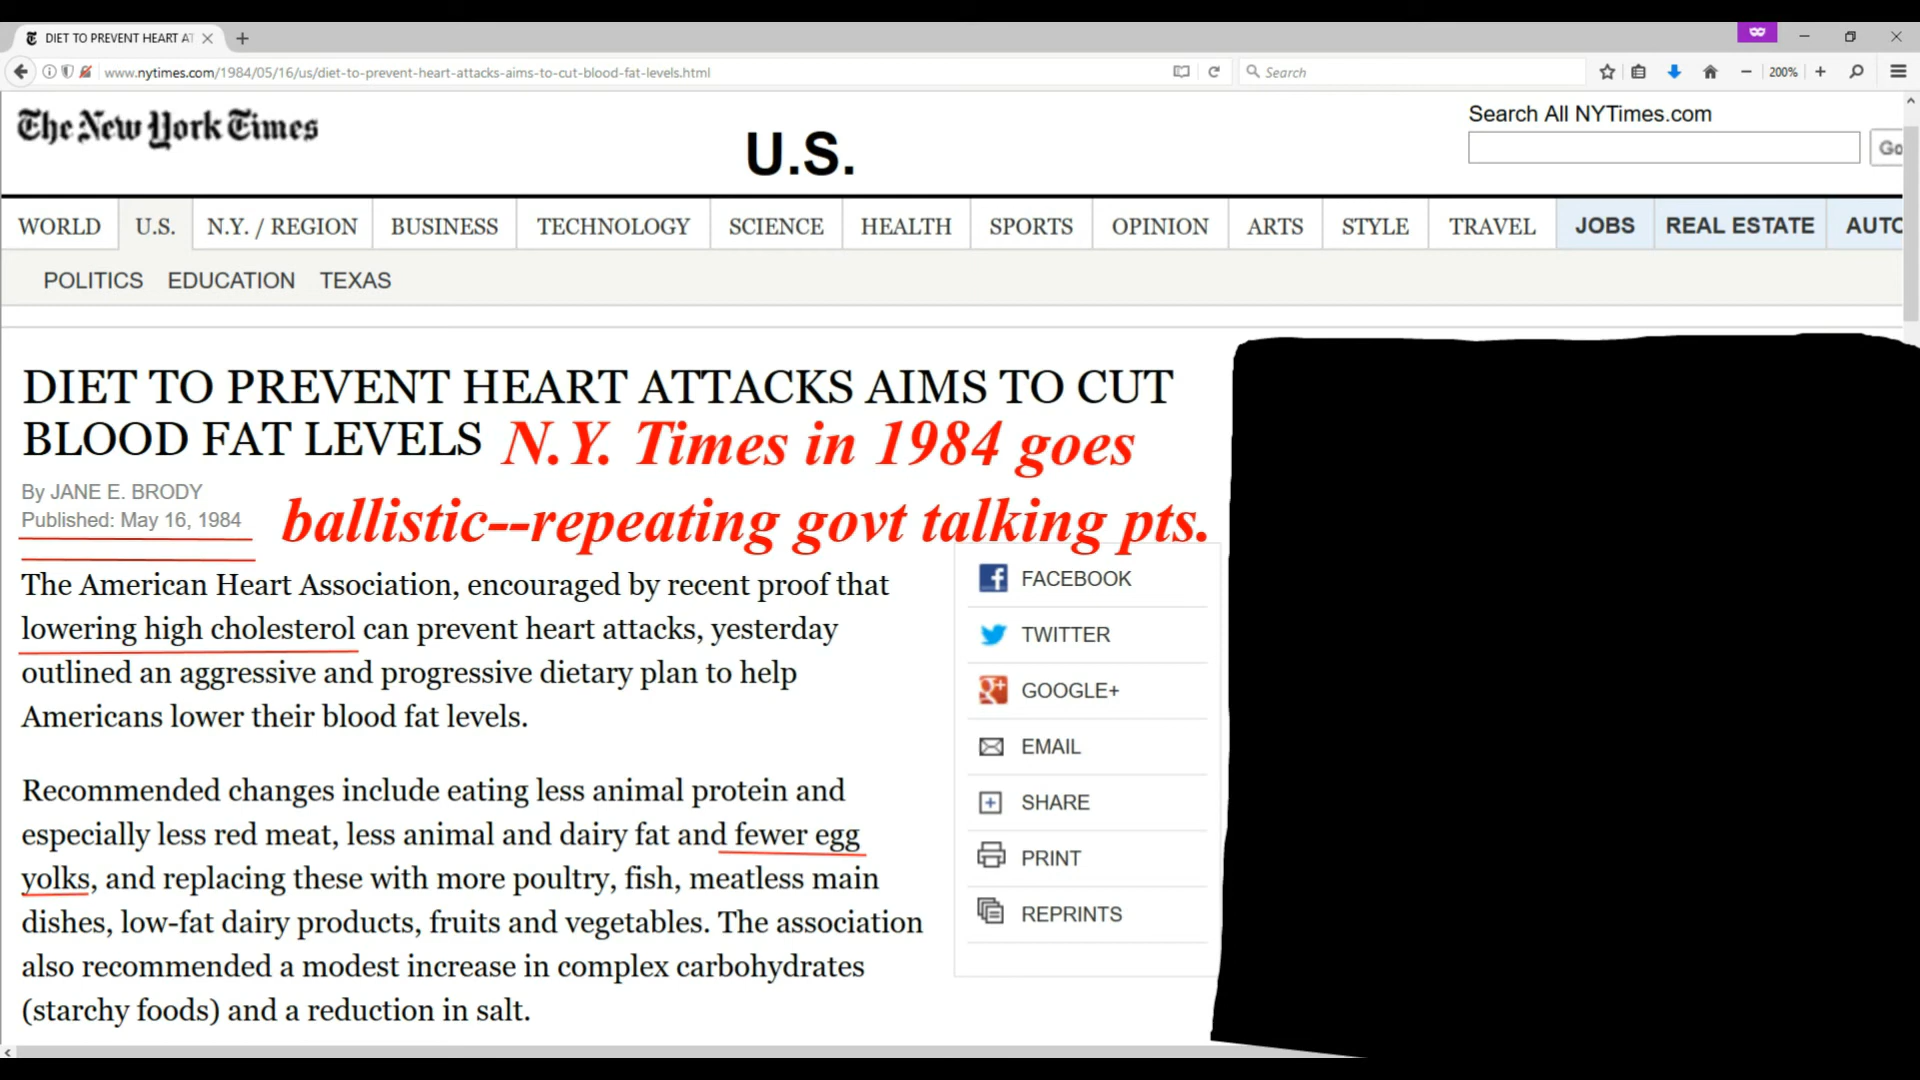 DIET TO PREVENT HEART AT
www.nytimes.com/1984/05/16/us/diet-to-prevent-heart-attacks-aims-to-cut-blood-fat-levels.html
Search
200%
The New York Times
U.S.
Search All NYTimes.com
Go
WORLD U.S. N.Y. / REGION BUSINESS TECHNOLOGY SCIENCE HEALTH SPORTS OPINION ARTS STYLE TRAVEL JOBS REAL ESTATE AUTO
POLITICS EDUCATION TEXAS
DIET TO PREVENT HEART ATTACKS AIMS TO CUT
BLOOD FAT LEVELS
N.Y. Times in 1984 goes
ballistic--repeating govt talking pts.
By JANE E. BRODY
Published: May 16, 1984
The American Heart Association, encouraged by recent proof that
lowering high cholesterol can prevent heart attacks, yesterday
outlined an aggressive and progressive dietary plan to help
Americans lower their blood fat levels.
Recommended changes include eating less animal protein and
especially less red meat, less animal and dairy fat and fewer egg
yolks, and replacing these with more poultry, fish, meatless main
dishes, low-fat dairy products, fruits and vegetables. The association
also recommended a modest increase in complex carbohydrates
(starchy foods) and a reduction in salt.
FACEBOOK
TWITTER
GOOGLE+
EMAIL
SHARE
PRINT
REPRINTS